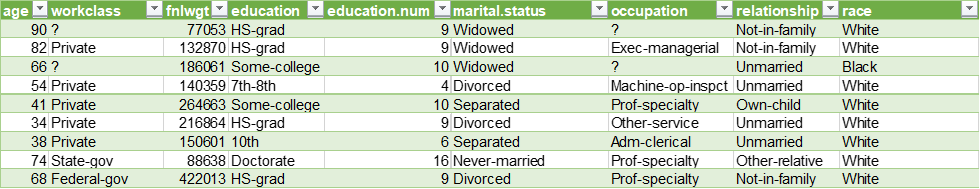 age workclass fnlwgt education education.num marital.status occupation relationship race
90 ? 77053 HS-grad 9 Widowed ? Not-in-family White
82 Private 132870 HS-grad 9 Widowed Exec-managerial Not-in-family White
66 ? 186061 Some-college 10 Widowed ? Unmarried Black
54 Private 140359 7th-8th 4 Divorced Machine-op-inspct Unmarried White
41 Private 264663 Some-college 10 Separated Prof-specialty Own-child White
34 Private 216864 HS-grad 9 Divorced Other-service Unmarried White
38 Private 150601 10th 6 Separated Adm-clerical Unmarried White
74 State-gov 88638 Doctorate 16 Never-married Prof-specialty Other-relative White
68 Federal-gov 422013 HS-grad 9 Divorced Prof-specialty Not-in-family White